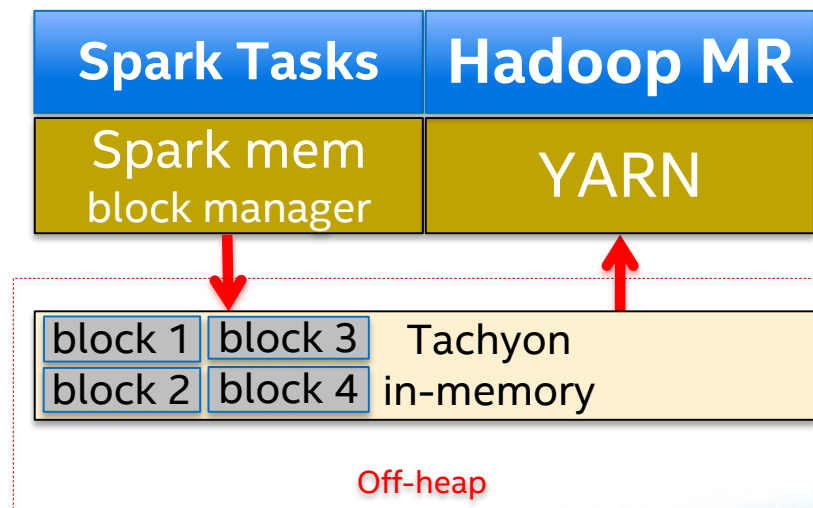 Spark Tasks
Hadoop MR
Spark mem
block manager
YARN
block 1
block 3
Tachyon
block 2
block 4
in-memory
Off-heap